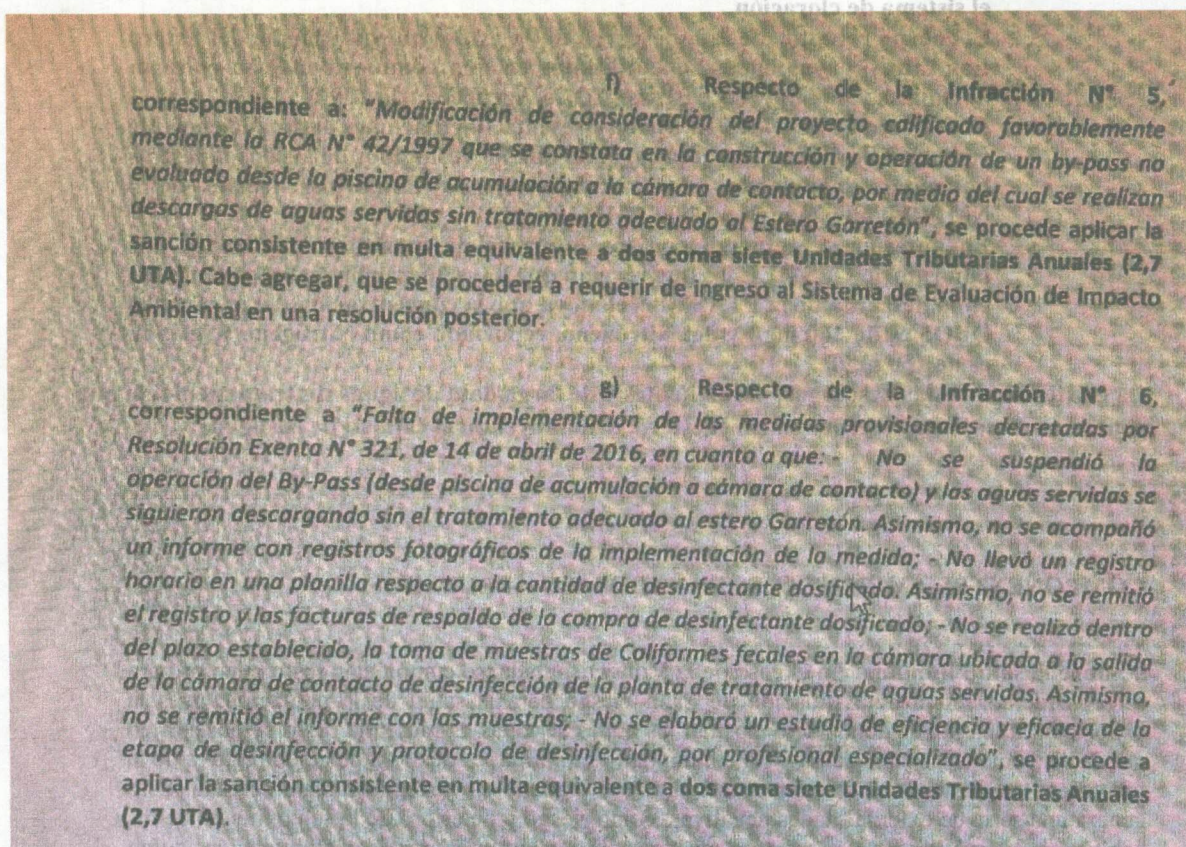 el sistema de cloración
f) Respecto de la Infracción N° 5,
correspondiente a: "Modificación de consideración del proyecto calificado favorablemente
mediante la RCA N° 42/1997 que se constata en la construcción y operación de un by-pass no
evaluado desde la piscina de acumulación a la cámara de contacto, por medio del cual se realizan
descargas de aguas servidas sin tratamiento adecuado al Estero Garretón", se procede aplicar la
sanción consistente en multa equivalente a dos coma siete Unidades Tributarias Anuales (2,7
UTA). Cabe agregar, que se procederá a requerir de ingreso al Sistema de Evaluación de Impacto
Ambiental en una resolución posterior.
g) Respecto de la Infracción N° 6,
correspondiente a "Falta de implementación de las medidas provisionales decretadas por
Resolución Exenta N° 321, de 14 de abril de 2016, en cuanto a que: - No se suspendió la
operación del By-Pass (desde piscina de acumulación a cámara de contacto) y las aguas servidas se
siguieron descargando sin el tratamiento adecuado al estero Garretón. Asimismo, no se acompañó
un informe con registros fotográficos de la implementación de la medida; - No llevó un registro
horario en una planilla respecto a la cantidad de desinfectante dosificado. Asimismo, no se remitió
el registro y las facturas de respaldo de la compra de desinfectante dosificado; - No se realizó dentro
del plazo establecido, la toma de muestras de Coliformes fecales en la cámara ubicada a la salida
de la cámara de contacto de desinfección de la planta de tratamiento de aguas servidas. Asimismo,
no se remitió el informe con las muestras; - No se elaboró un estudio de eficiencia y eficacia de la
etapa de desinfección y protocolo de desinfección, por profesional especializado", se procede a
aplicar la sanción consistente en multa equivalente a dos coma siete Unidades Tributarias Anuales
(2,7 UTA).